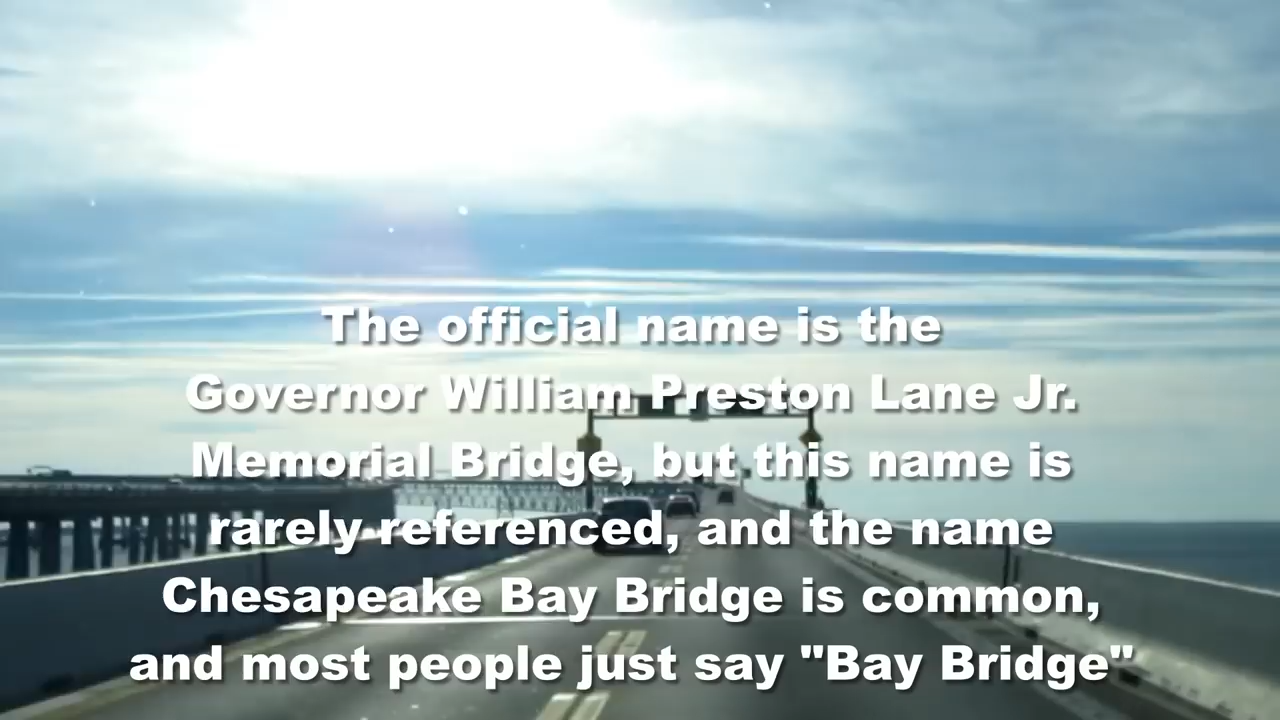 The official name is the
Governor William Preston Lane Jr.
Memorial Bridge, but this name is
rarely referenced, and the name
Chesapeake Bay Bridge is common,
and most people just say "Bay Bridge"